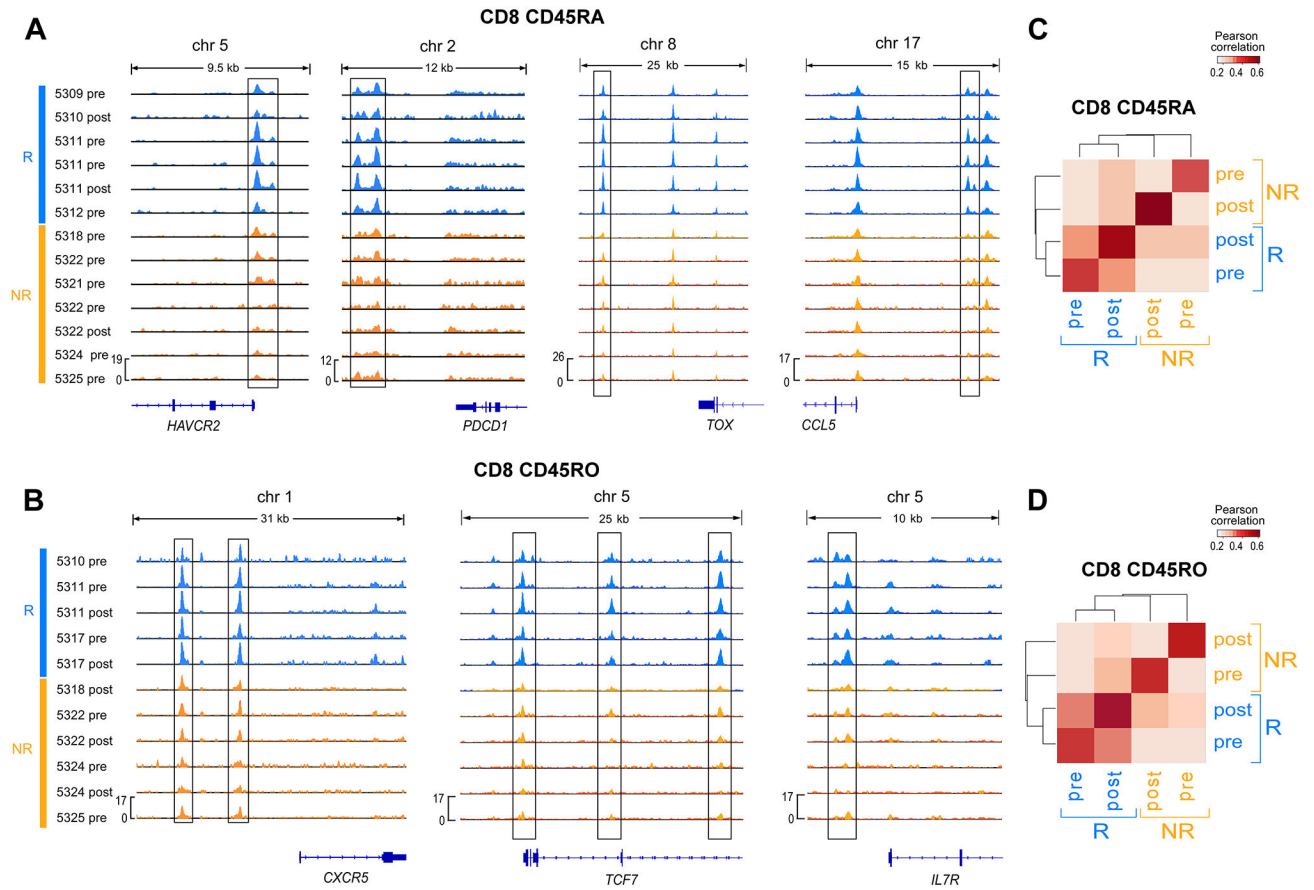 A
CD8 CD45RA
chr 5
chr 2
chr 8
chr 17
9.5 kb
12 kb
25 kb
15 kb
R
5309 pre
5310 post
5311 pre
5311 pre
5311 post
5312 pre
NR
5318 pre
5322 pre
5321 pre
5322 pre
5322 post
5324 pre
5325 pre
19
0
12
0
26
0
17
0
HAVCR2
PDCD1
TOX
CCL5
C
Pearson
correlation
0.2 0.4 0.6
CD8 CD45RA
pre
post
NR
post
pre
R
pre
post
post
pre
R
NR
B
CD8 CD45RO
chr 1
chr 5
chr 5
31 kb
25 kb
10 kb
R
5310 pre
5311 pre
5311 post
5317 pre
5317 post
NR
5318 post
5322 pre
5322 post
5324 pre
5324 post
5325 pre
17
0
17
0
17
0
CXCR5
TCF7
IL7R
D
Pearson
correlation
0.2 0.4 0.6
CD8 CD45RO
post
pre
NR
post
pre
R
pre
post
post
pre
R
NR